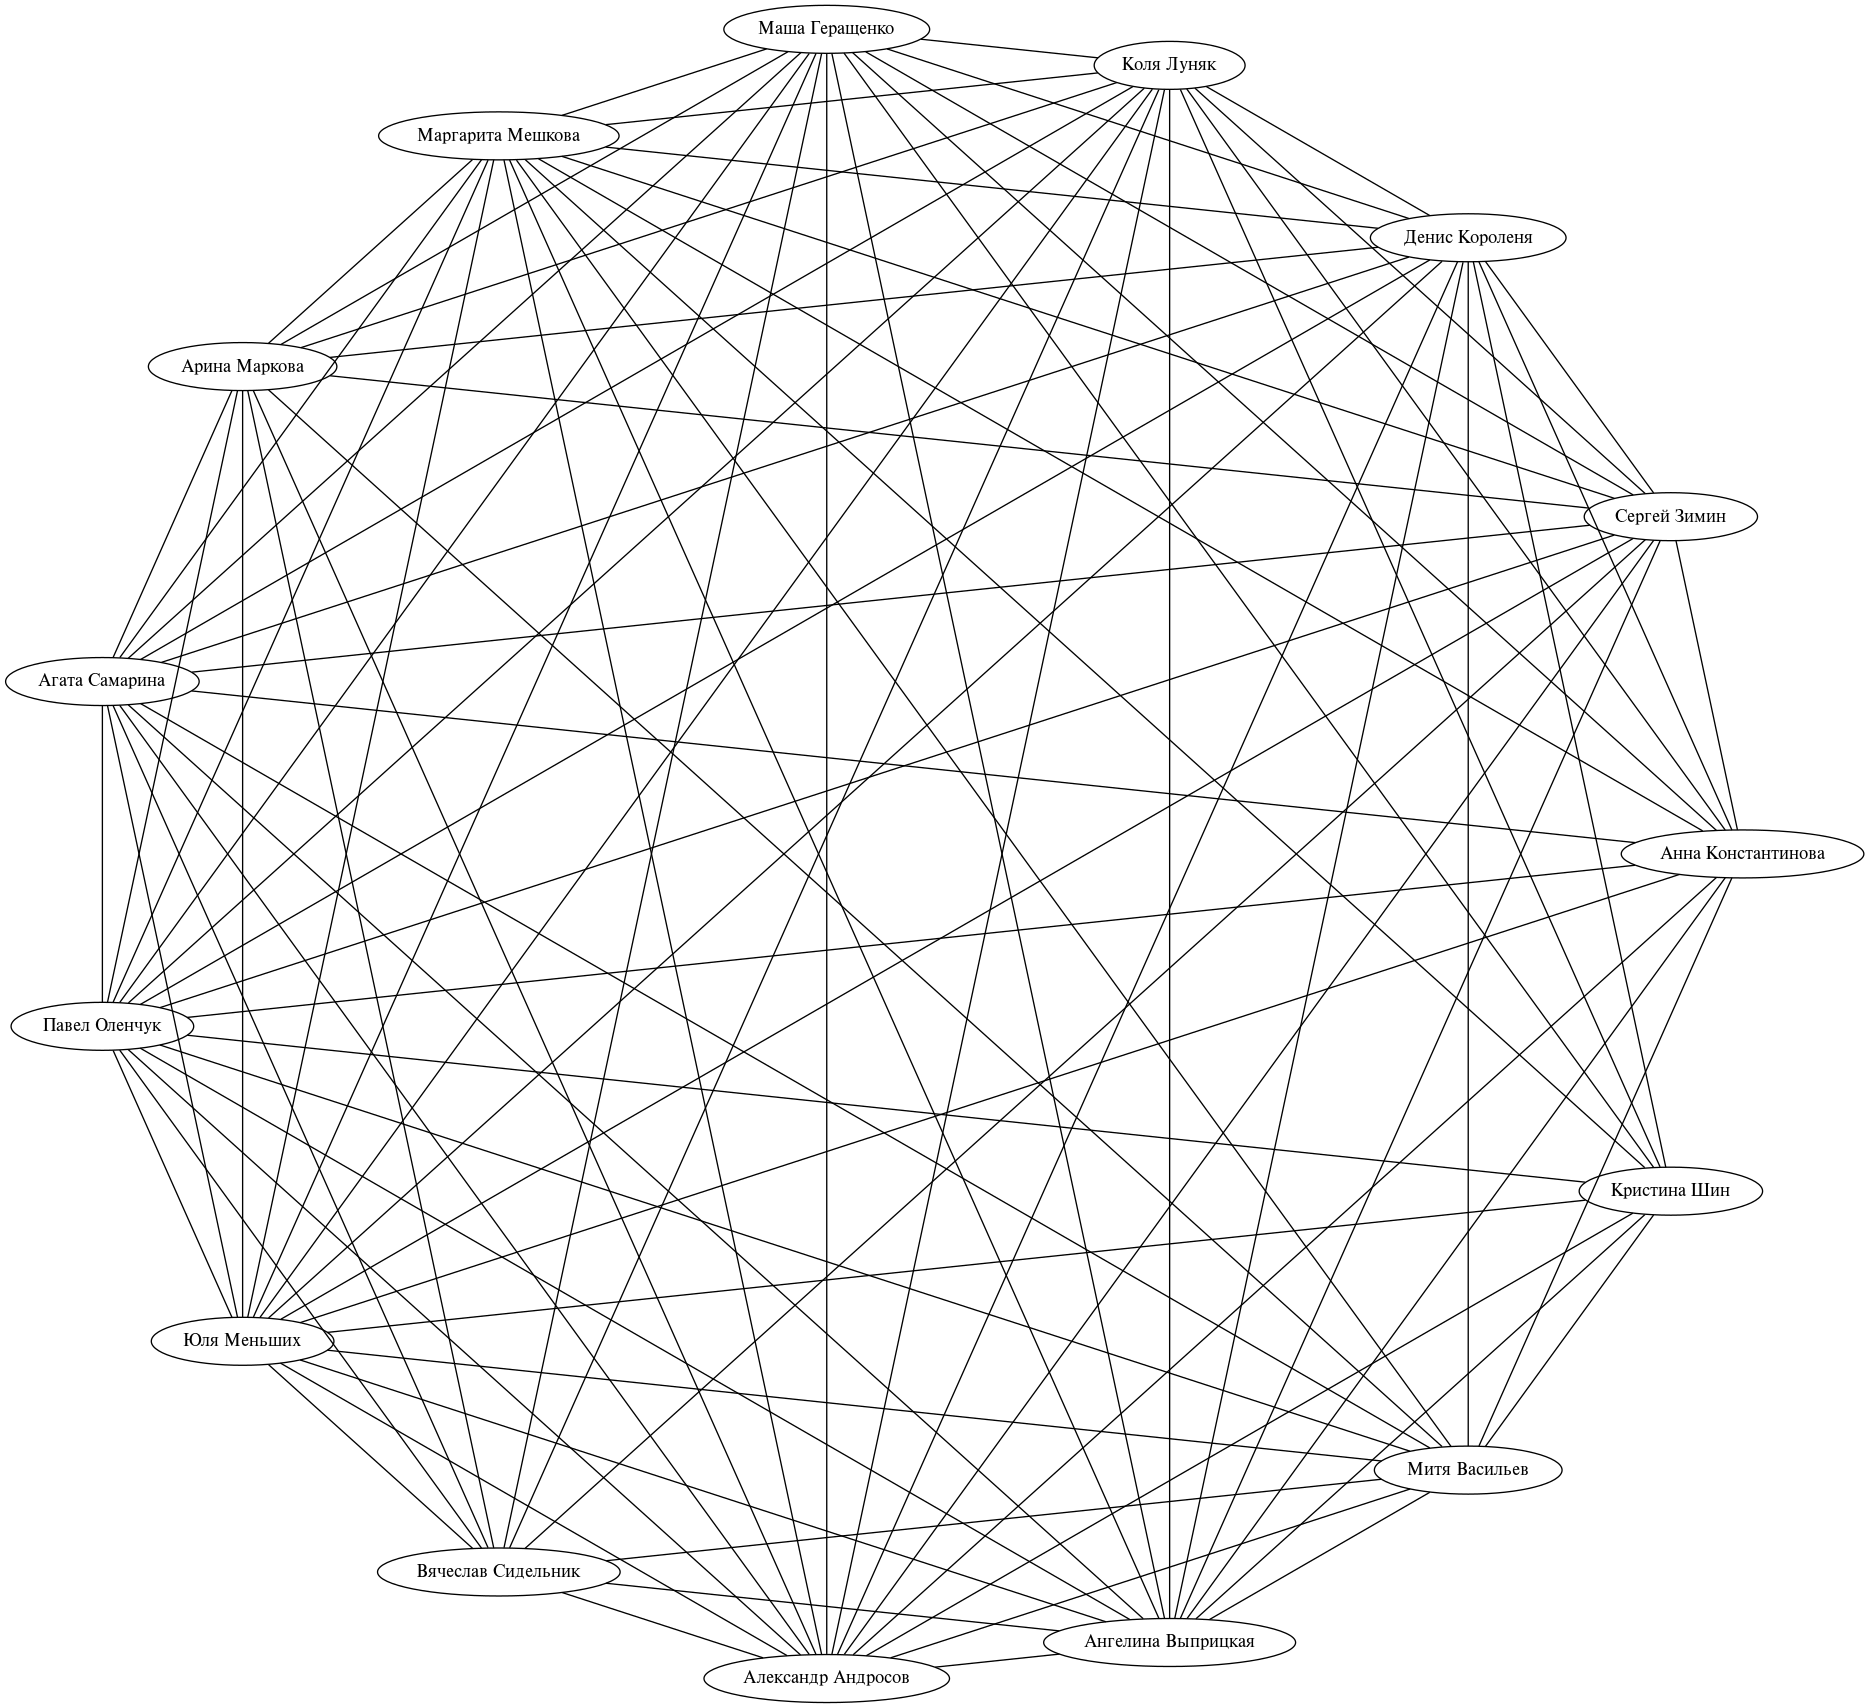 Маша Геращенко
Коля Луняк
Маргарита Мешкова
Денис Короленя
Арина Маркова
Сергей Зимин
Агата Самарина
Анна Константинова
Павел Оленчук
Кристина Шин
Юля Меньших
Митя Васильев
Вячеслав Сидельник
Ангелина Выприцкая
Александр Андросов